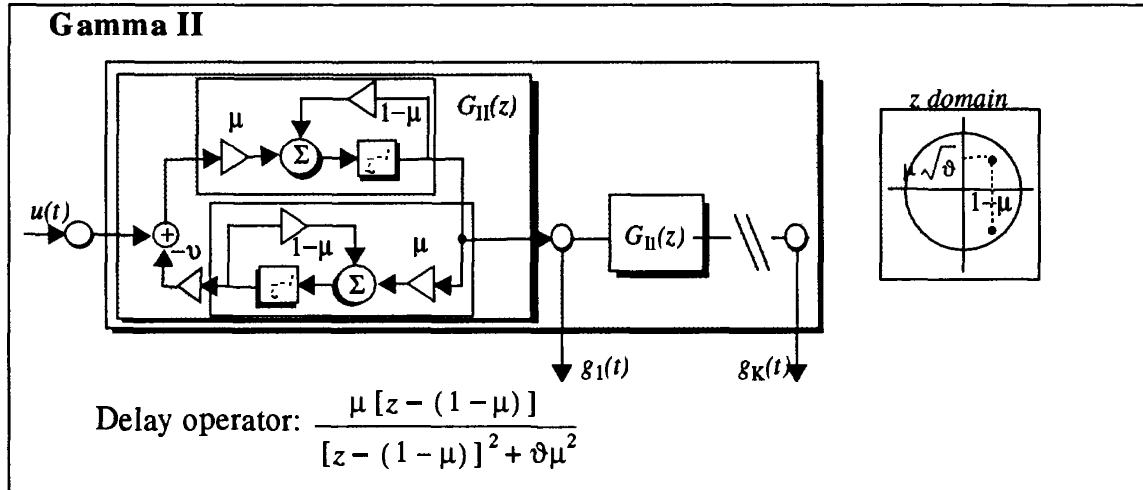 Gamma II
μ
1−μ
G_II(z)
Σ
z⁻¹
u(t)
+
−υ
1−μ
μ
z⁻¹
Σ
G_II(z)
g_1(t)
g_K(t)
z domain
μ√ϑ
1−μ
Delay operator: μ [z − (1 − μ)] / [z − (1 − μ)]² + ϑμ²